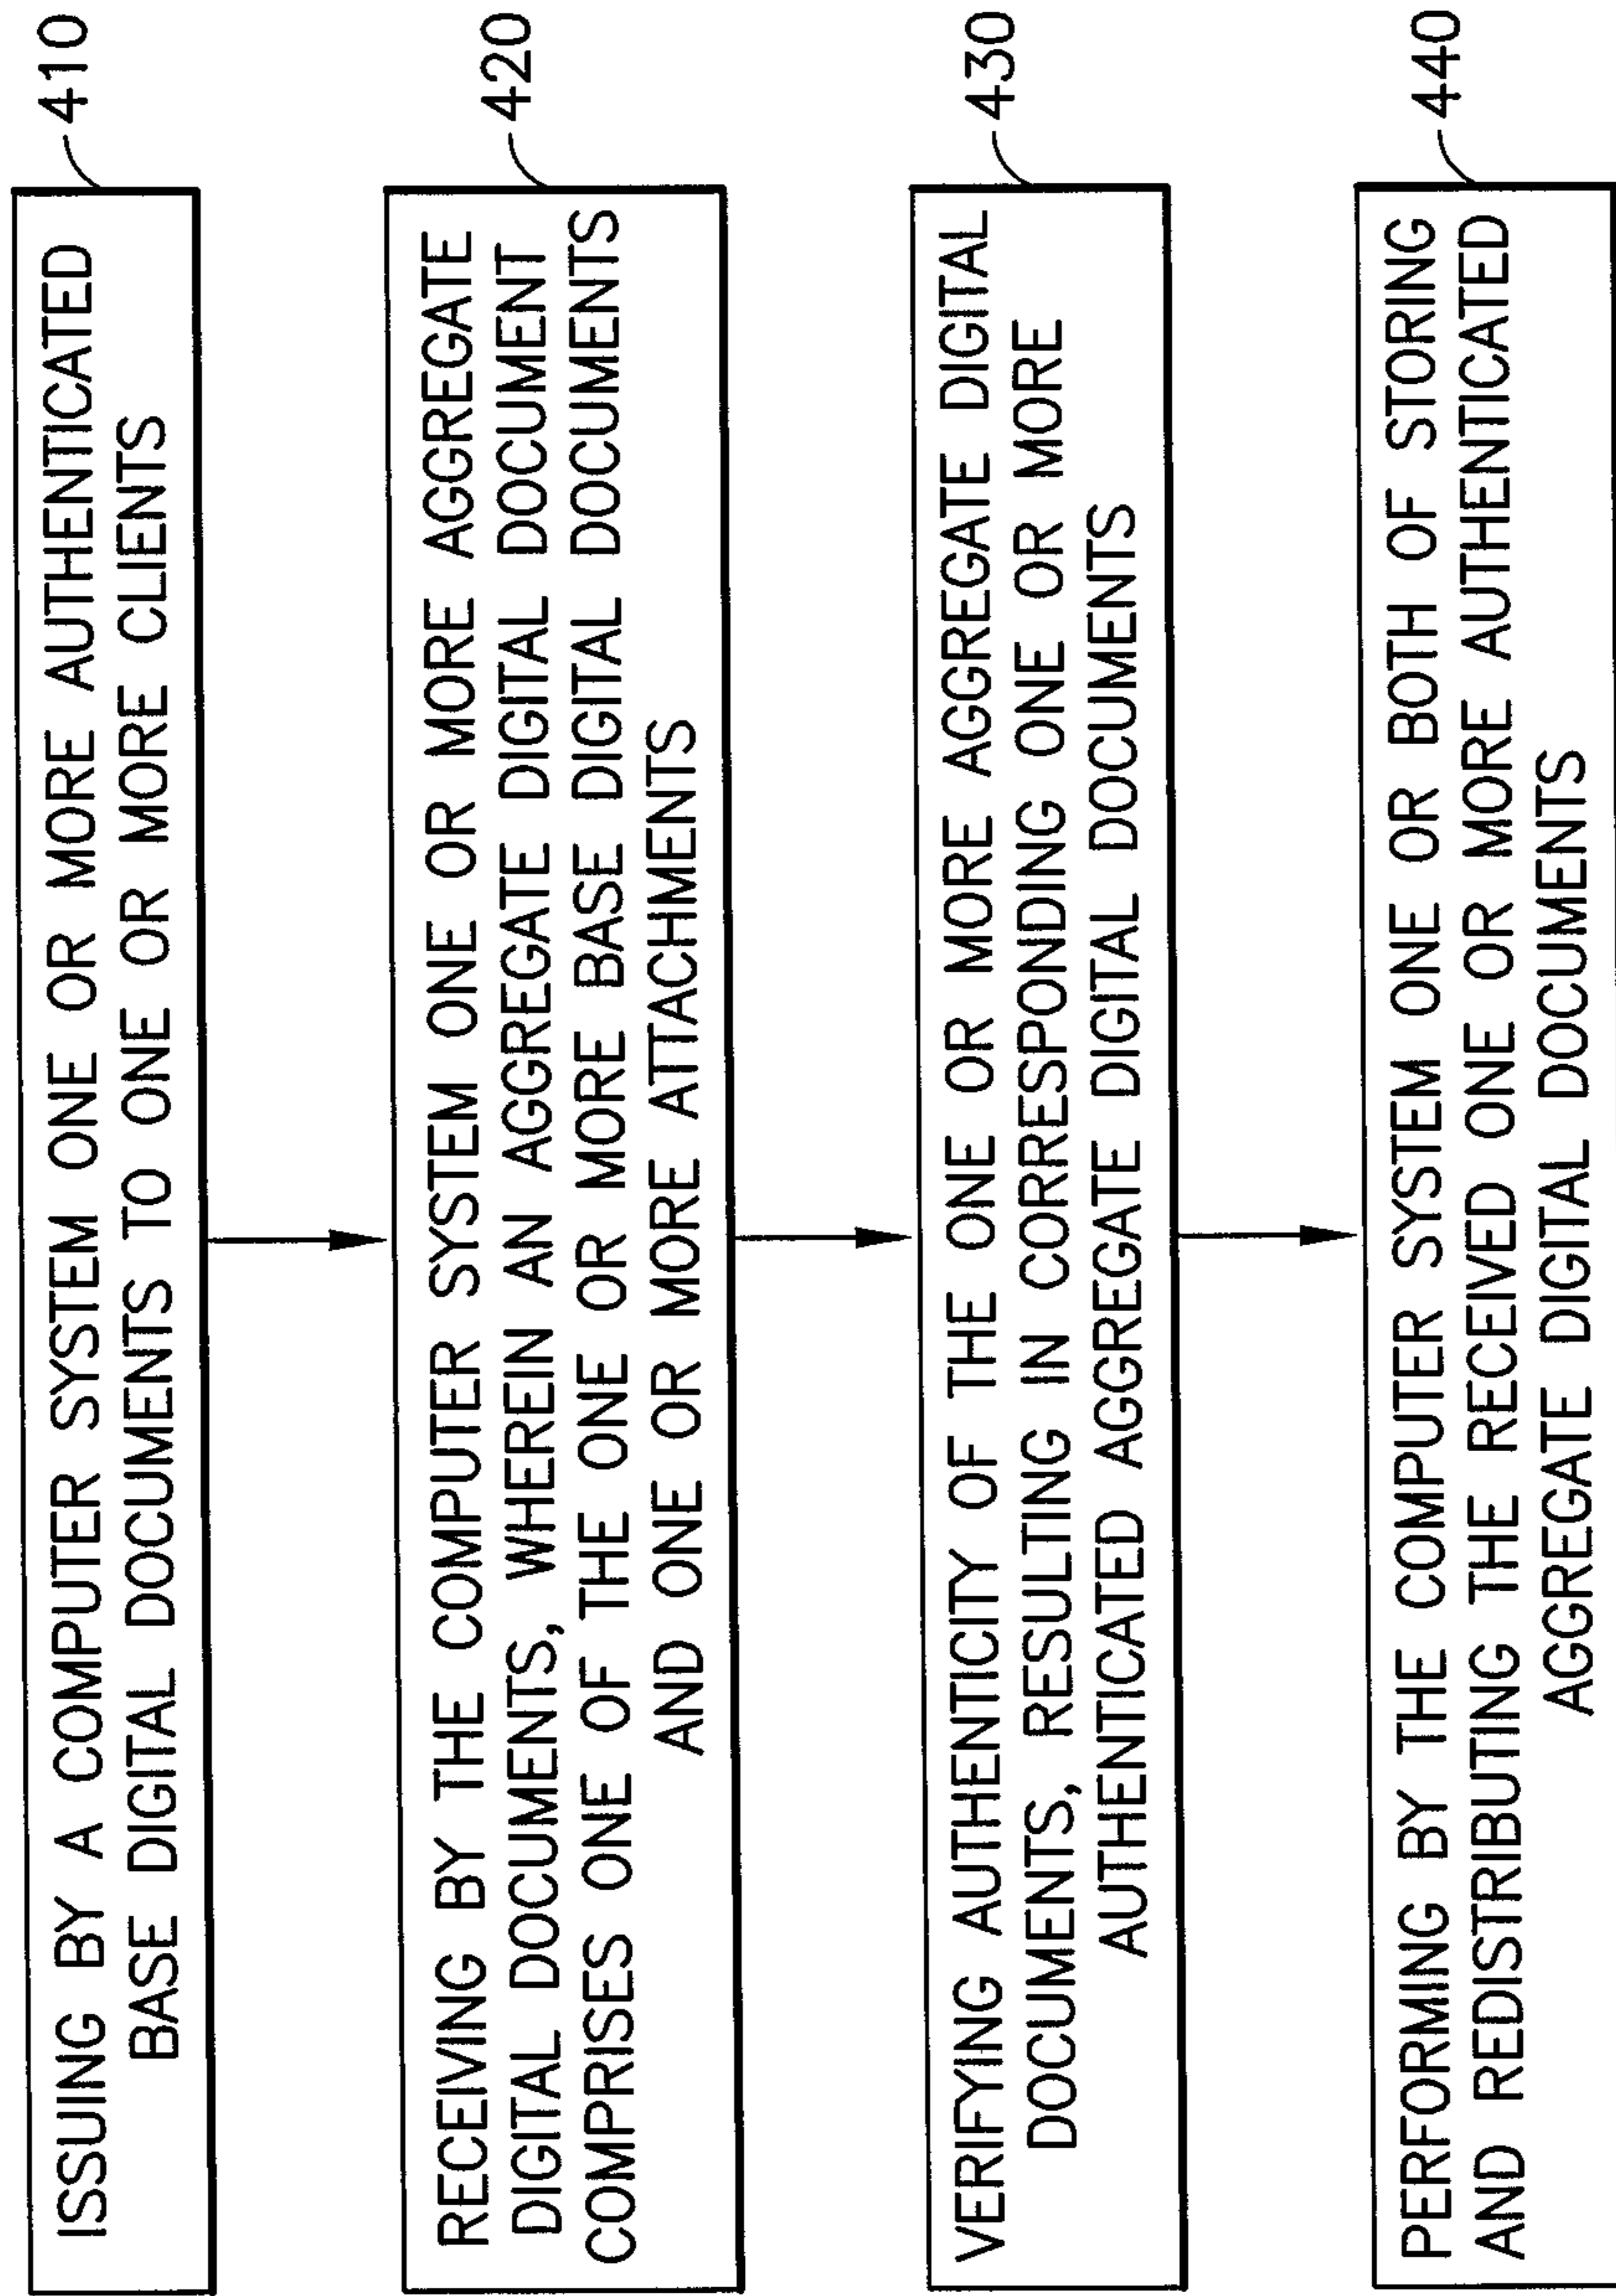 ISSUING BY A COMPUTER SYSTEM ONE OR MORE AUTHENTICATED
BASE DIGITAL DOCUMENTS TO ONE OR MORE CLIENTS
410
RECEIVING BY THE COMPUTER SYSTEM ONE OR MORE AGGREGATE
DIGITAL DOCUMENTS, WHEREIN AN AGGREGATE DIGITAL DOCUMENT
COMPRISES ONE OF THE ONE OR MORE BASE DIGITAL DOCUMENTS
AND ONE OR MORE ATTACHMENTS
420
VERIFYING AUTHENTICITY OF THE ONE OR MORE AGGREGATE DIGITAL
DOCUMENTS, RESULTING IN CORRESPONDING ONE OR MORE
AUTHENTICATED AGGREGATE DIGITAL DOCUMENTS
430
PERFORMING BY THE COMPUTER SYSTEM ONE OR BOTH OF STORING
AND REDISTRIBUTING THE RECEIVED ONE OR MORE AUTHENTICATED
AGGREGATE DIGITAL DOCUMENTS
440